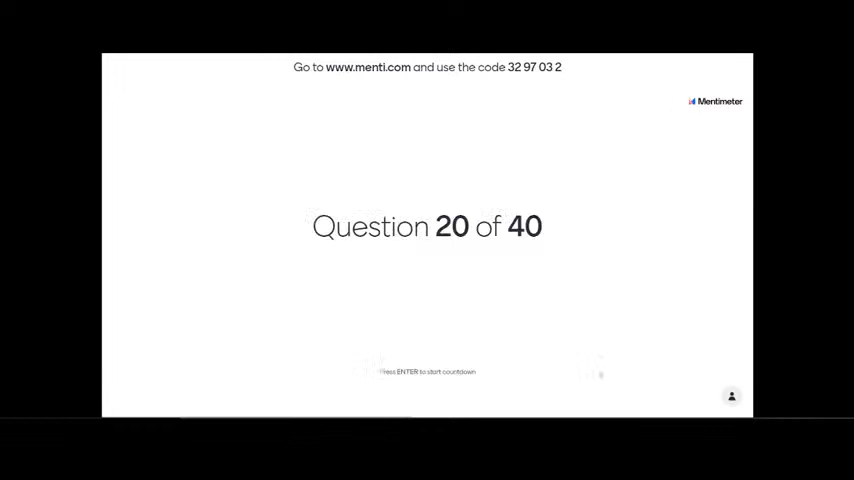 Go to www.menti.com and use the code 32 97 03 2
Mentimeter
Question 20 of 40
Press ENTER to start countdown